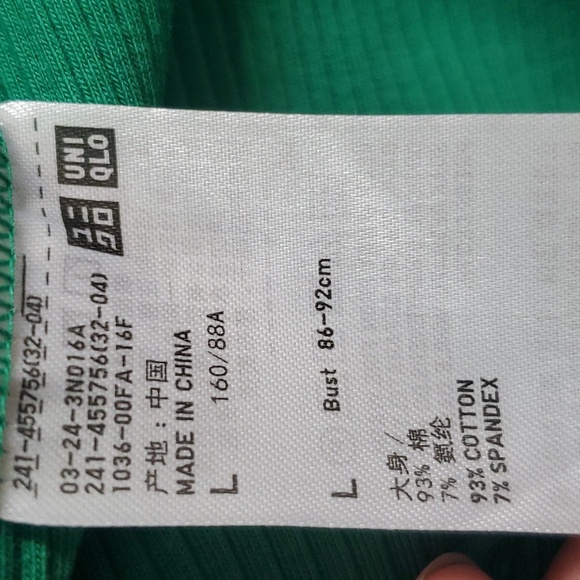 UNI
QLO
ユニ
クロ
241-455756(32-04)
03-24-3N016A
241-455756(32-04)
1036-00FA-16F
产地:中国
MADE IN CHINA
L 160/88A
L Bust 86-92cm
大身/
93% 棉
7% 氨纶
93% COTTON
7% SPANDEX